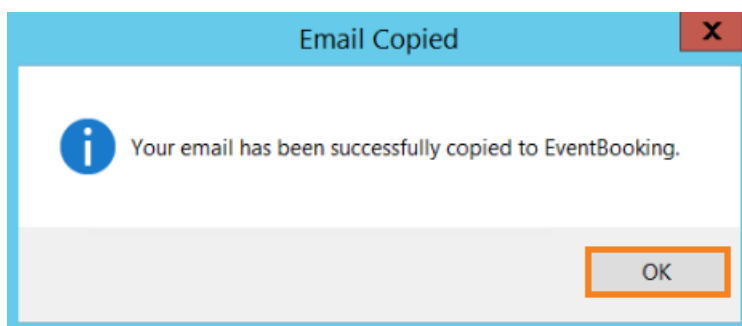 Email Copied
X
Your email has been successfully copied to EventBooking.
OK